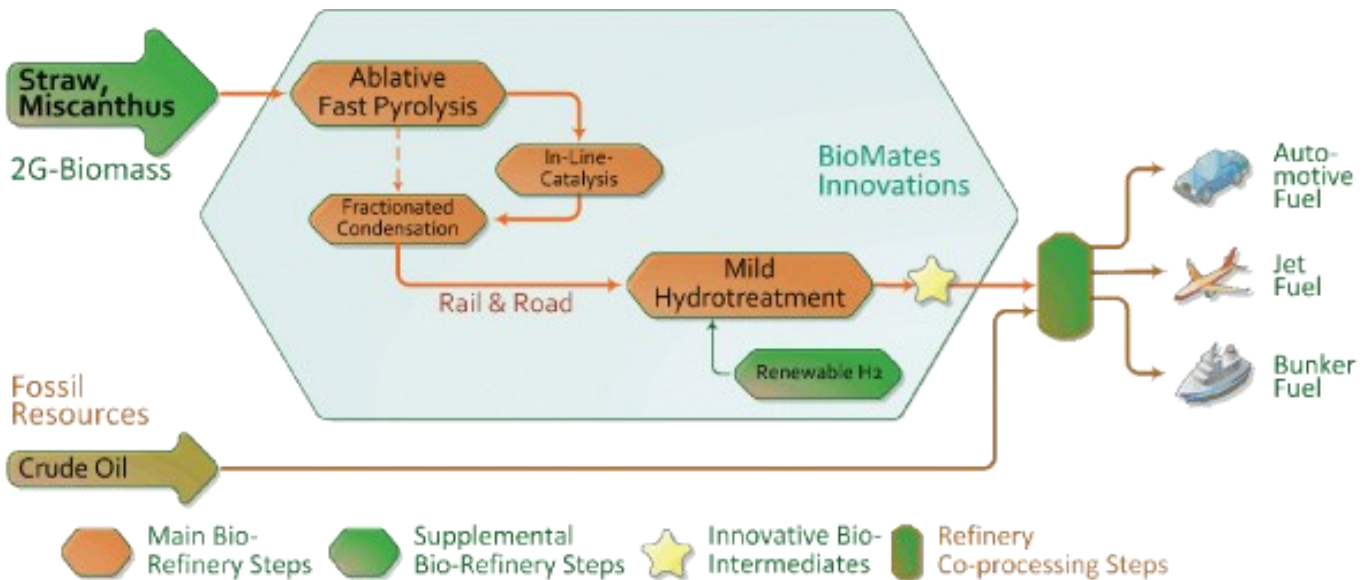 Straw,
Miscanthus
2G-Biomass
Ablative
Fast Pyrolysis
In-Line-
Catalysis
Fractionated
Condensation
Rail & Road
Mild
Hydrotreatment
Renewable H2
BioMates
Innovations
Auto-
motive
Fuel
Jet
Fuel
Bunker
Fuel
Fossil
Resources
Crude Oil
Main Bio-
Refinery Steps
Supplemental
Bio-Refinery Steps
Innovative Bio-
Intermediates
Refinery
Co-processing Steps